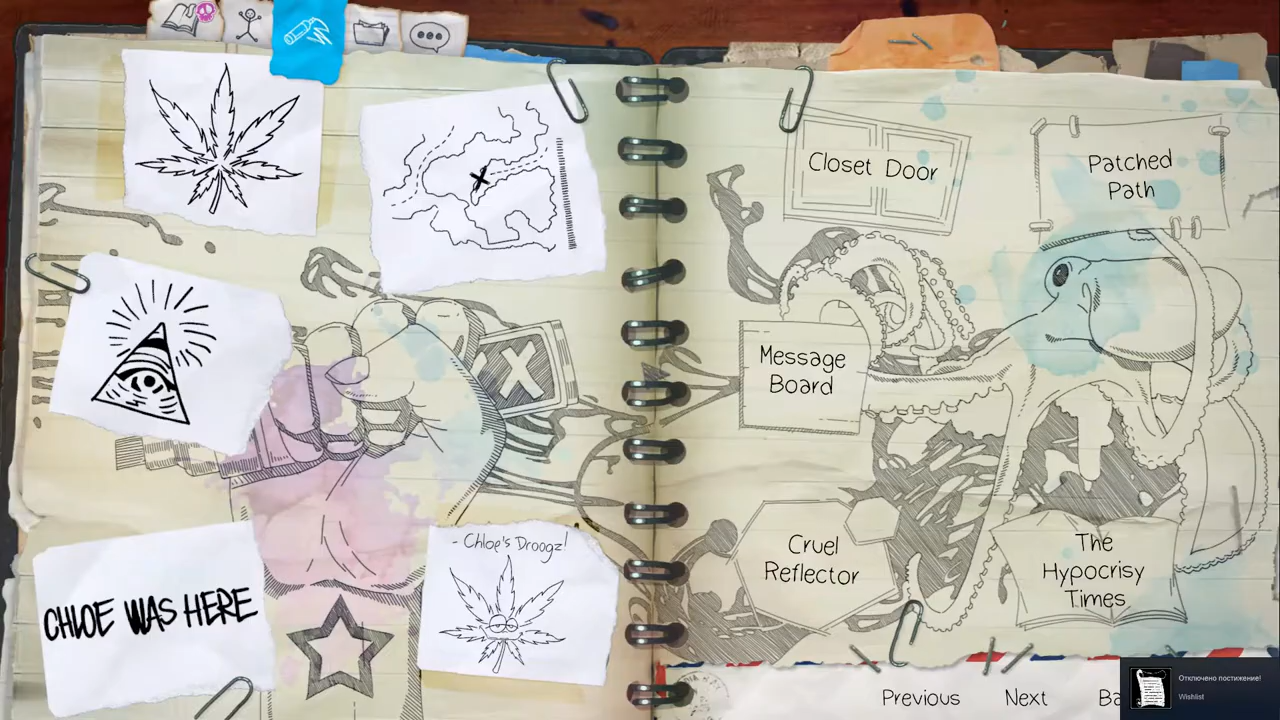 CHLOE WAS HERE
- Chloe's Droogz!
Closet Door
Patched
Path
Message
Board
Cruel
Reflector
The
Hypocrisy
Times
Previous
Next
Отключено постижение!
Wishlist